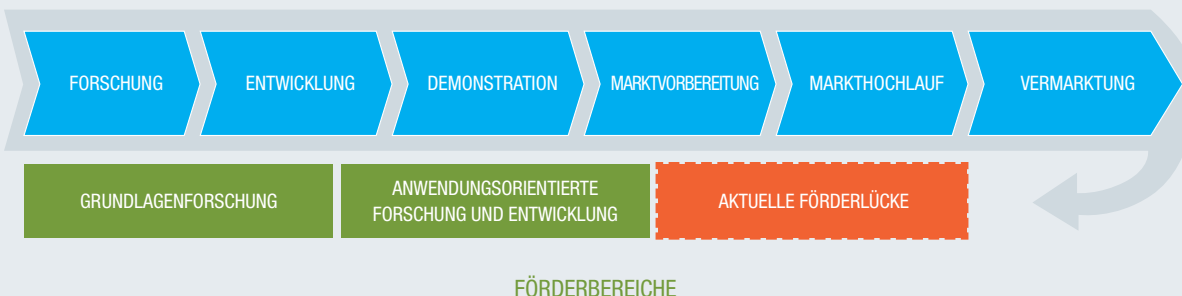 FORSCHUNG
ENTWICKLUNG
DEMONSTRATION
MARKTVORBEREITUNG
MARKTHOCHLAUF
VERMARKTUNG
GRUNDLAGENFORSCHUNG
ANWENDUNGSORIENTIERTE
FORSCHUNG UND ENTWICKLUNG
AKTUELLE FÖRDERLÜCKE
FÖRDERBEREICHE